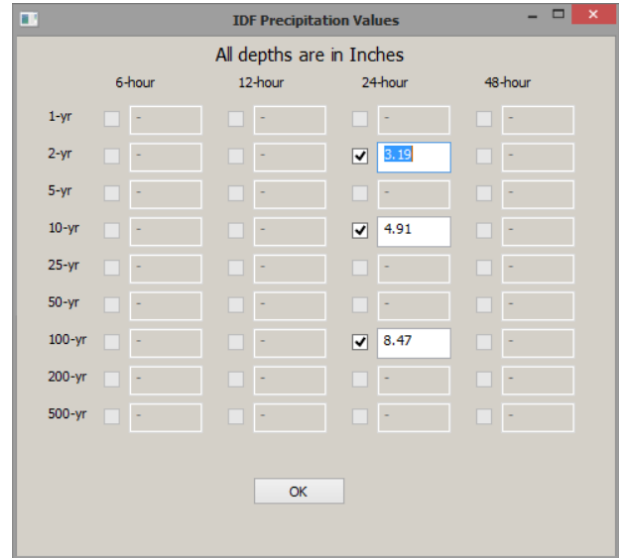 IDF Precipitation Values
All depths are in Inches
6-hour 12-hour 24-hour 48-hour
1-yr - - - -
2-yr - - 3.19 -
5-yr - - - -
10-yr - - 4.91 -
25-yr - - - -
50-yr - - - -
100-yr - - 8.47 -
200-yr - - - -
500-yr - - - -
OK